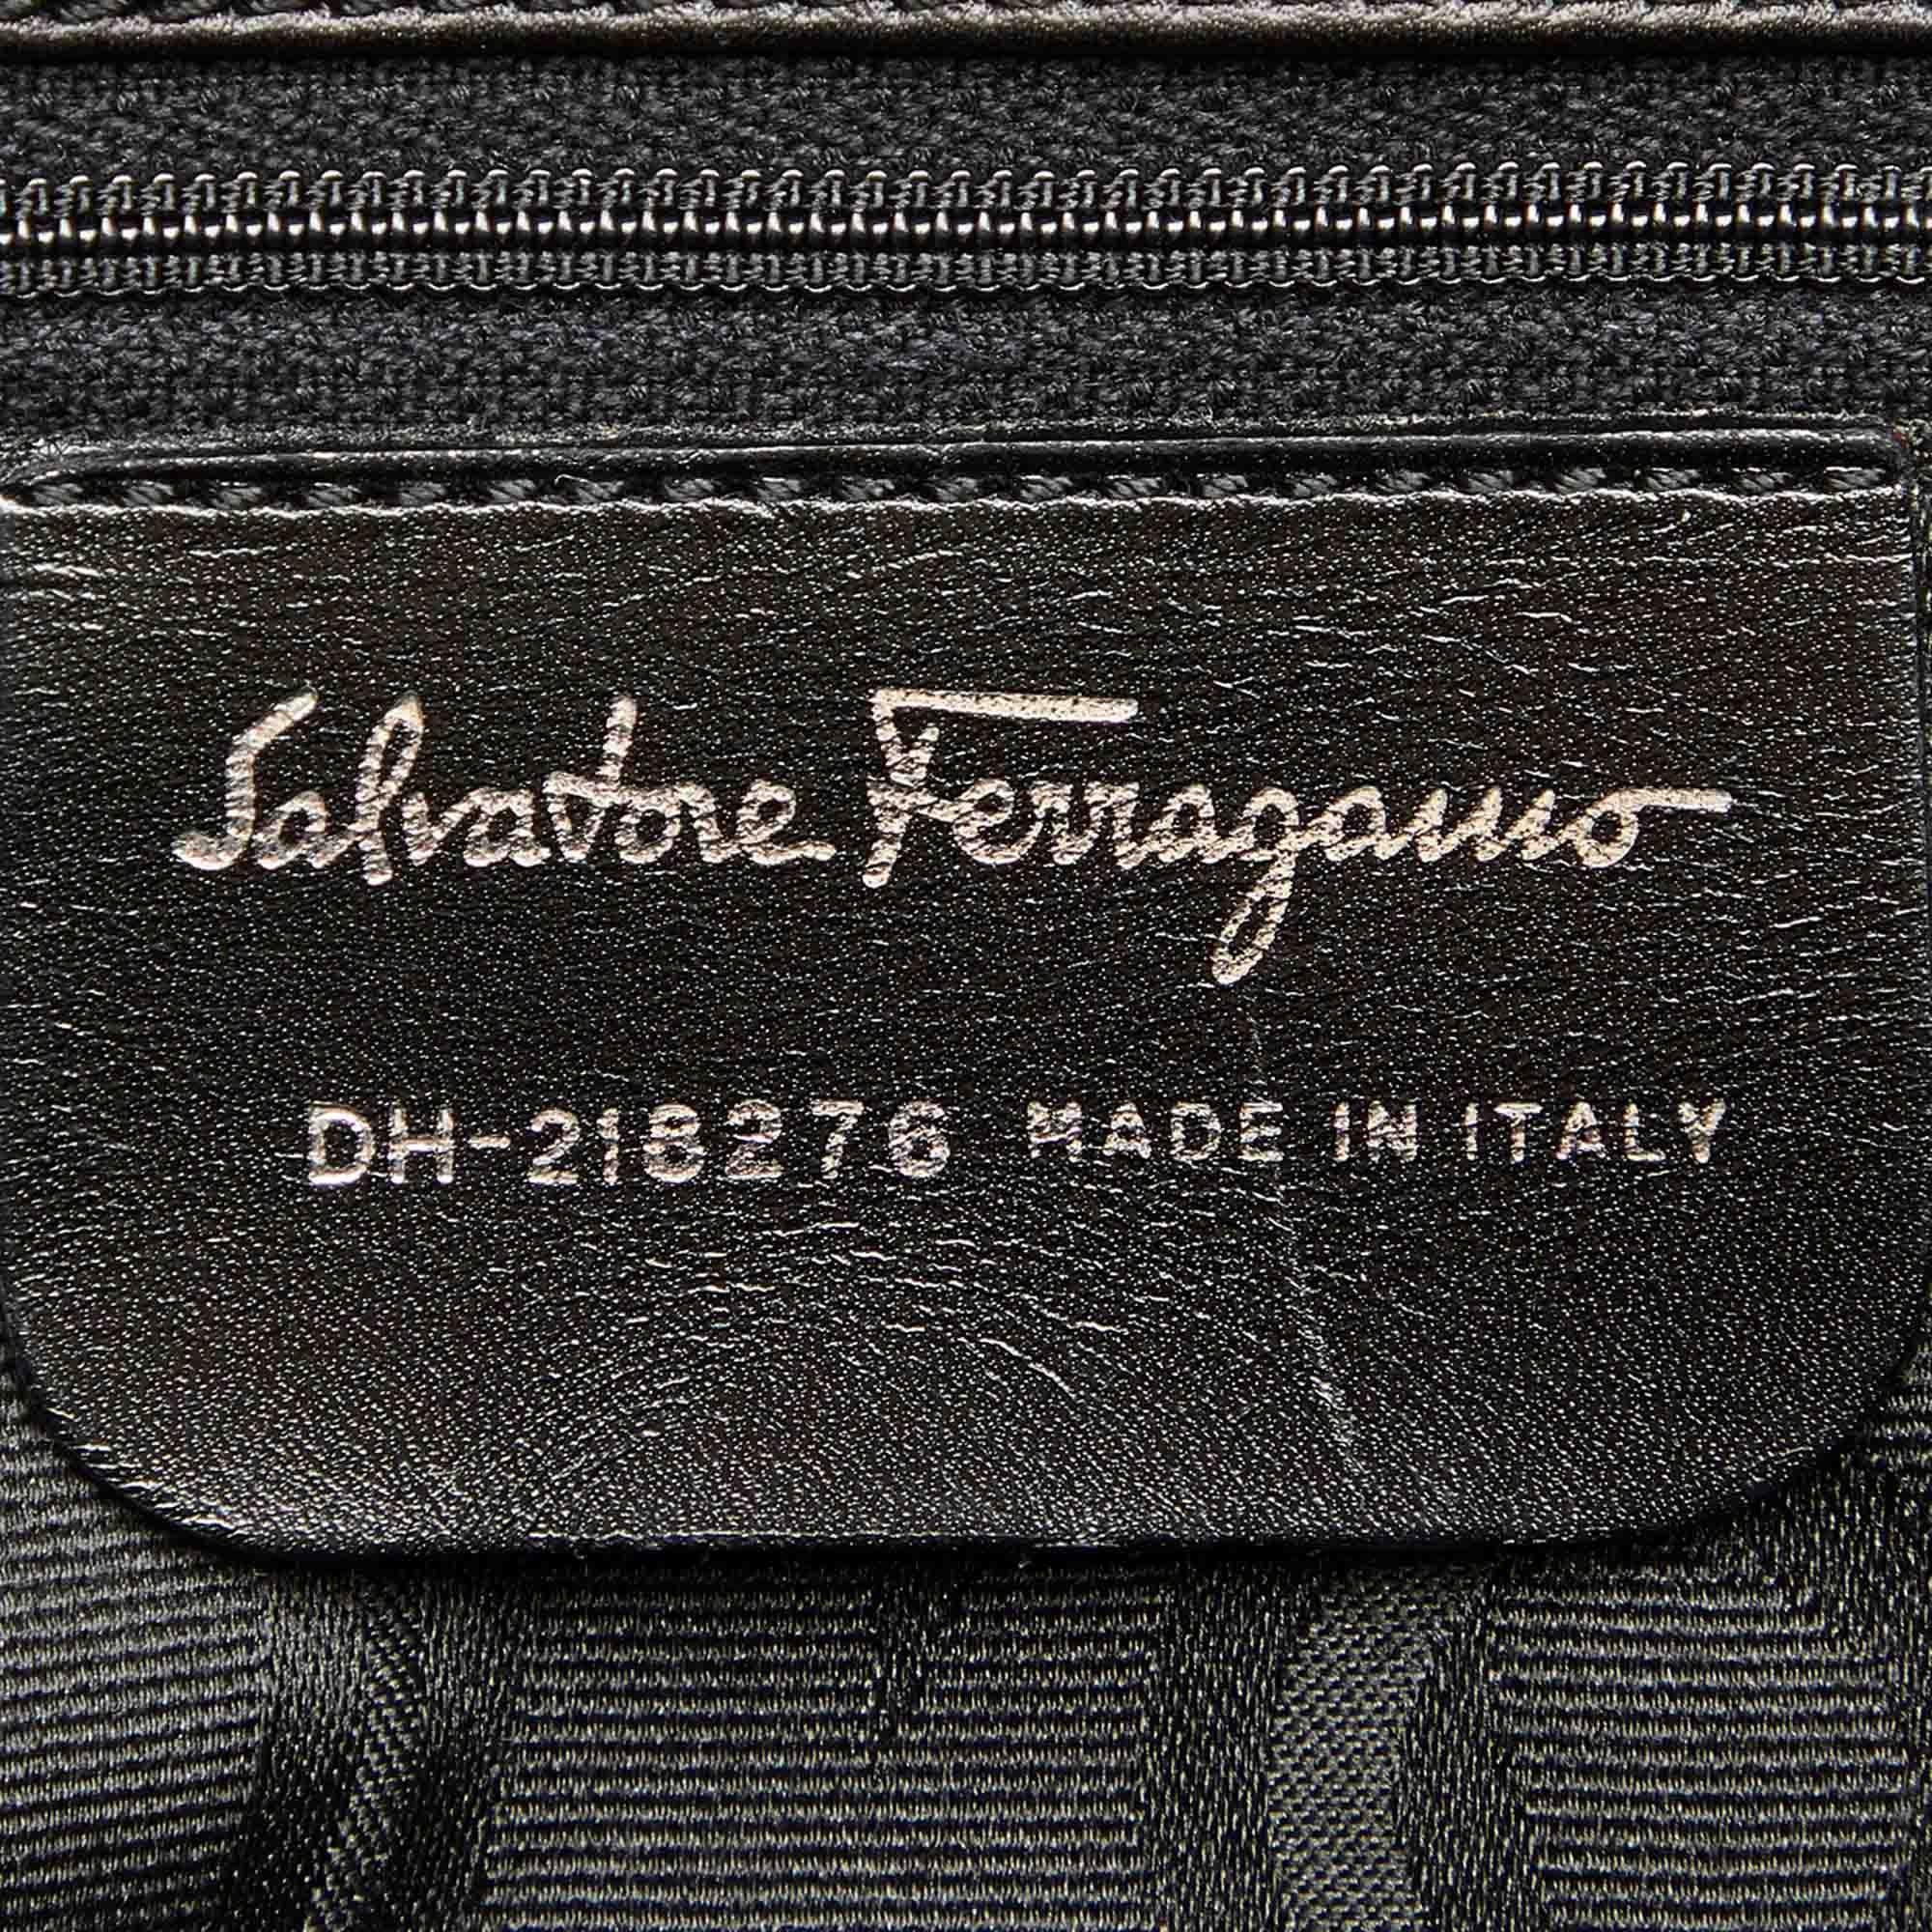 Salvatore Ferragamo
DH-218276 MADE IN ITALY